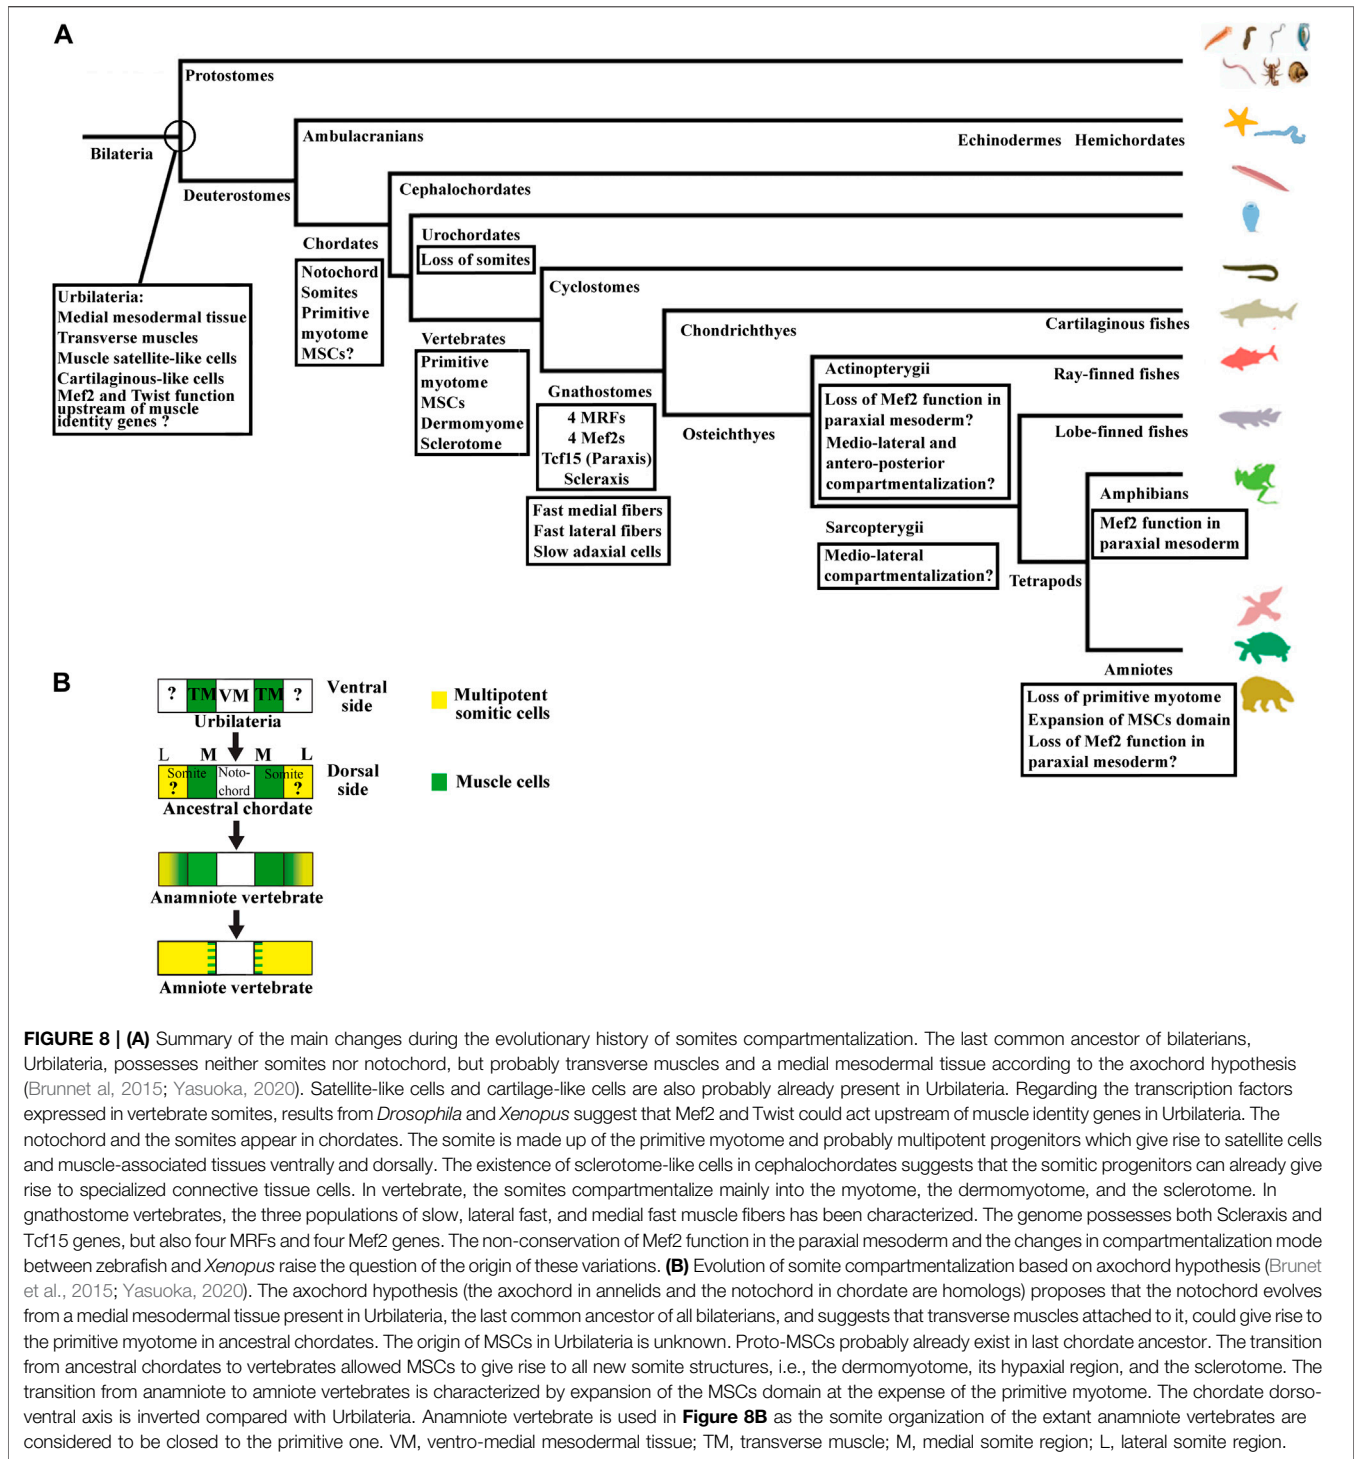 A
Protostomes
Bilateria
Ambulacranians
Echinodermes Hemichordates
Deuterostomes
Cephalochordates
Chordates
Notochord
Somites
Primitive
myotome
MSCs?
Urochordates
Loss of somites
Urbilateria:
Medial mesodermal tissue
Transverse muscles
Muscle satellite-like cells
Cartilaginous-like cells
Mef2 and Twist function
upstream of muscle
identity genes ?
Cyclostomes
Vertebrates
Primitive
myotome
MSCs
Dermomyome
Sclerotome
Chondrichthyes
Cartilaginous fishes
Gnathostomes
4 MRFs
4 Mef2s
Tcf15 (Paraxis)
Scleraxis
Fast medial fibers
Fast lateral fibers
Slow adaxial cells
Osteichthyes
Actinopterygii
Ray-finned fishes
Loss of Mef2 function in
paraxial mesoderm?
Medio-lateral and
antero-posterior
compartmentalization?
Lobe-finned fishes
Sarcopterygii
Medio-lateral
compartmentalization?
Tetrapods
Amphibians
Mef2 function in
paraxial mesoderm
Amniotes
Loss of primitive myotome
Expansion of MSCs domain
Loss of Mef2 function in
paraxial mesoderm?
B
? TM VM TM ?
Ventral
side
Urbilateria
L M M L
Somite Noto- Somite
? chord ?
Dorsal
side
Ancestral chordate
Anamniote vertebrate
Amniote vertebrate
Multipotent
somitic cells
Muscle cells
FIGURE 8 | (A) Summary of the main changes during the evolutionary history of somites compartmentalization. The last common ancestor of bilaterians,
Urbilateria, possesses neither somites nor notochord, but probably transverse muscles and a medial mesodermal tissue according to the axochord hypothesis
(Brunnet al, 2015; Yasuoka, 2020). Satellite-like cells and cartilage-like cells are also probably already present in Urbilateria. Regarding the transcription factors
expressed in vertebrate somites, results from Drosophila and Xenopus suggest that Mef2 and Twist could act upstream of muscle identity genes in Urbilateria. The
notochord and the somites appear in chordates. The somite is made up of the primitive myotome and probably multipotent progenitors which give rise to satellite cells
and muscle-associated tissues ventrally and dorsally. The existence of sclerotome-like cells in cephalochordates suggests that the somitic progenitors can already give
rise to specialized connective tissue cells. In vertebrate, the somites compartmentalize mainly into the myotome, the dermomyotome, and the sclerotome. In
gnathostome vertebrates, the three populations of slow, lateral fast, and medial fast muscle fibers has been characterized. The genome possesses both Scleraxis and
Tcf15 genes, but also four MRFs and four Mef2 genes. The non-conservation of Mef2 function in the paraxial mesoderm and the changes in compartmentalization mode
between zebrafish and Xenopus raise the question of the origin of these variations. (B) Evolution of somite compartmentalization based on axochord hypothesis (Brunet
et al., 2015; Yasuoka, 2020). The axochord hypothesis (the axochord in annelids and the notochord in chordate are homologs) proposes that the notochord evolves
from a medial mesodermal tissue present in Urbilateria, the last common ancestor of all bilaterians, and suggests that transverse muscles attached to it, could give rise to
the primitive myotome in ancestral chordates. The origin of MSCs in Urbilateria is unknown. Proto-MSCs probably already exist in last chordate ancestor. The transition
from ancestral chordates to vertebrates allowed MSCs to give rise to all new somite structures, i.e., the dermomyotome, its hypaxial region, and the sclerotome. The
transition from anamniote to amniote vertebrates is characterized by expansion of the MSCs domain at the expense of the primitive myotome. The chordate dorso-
ventral axis is inverted compared with Urbilateria. Anamniote vertebrate is used in Figure 8B as the somite organization of the extant anamniote vertebrates are
considered to be closed to the primitive one. VM, ventro-medial mesodermal tissue; TM, transverse muscle; M, medial somite region; L, lateral somite region.